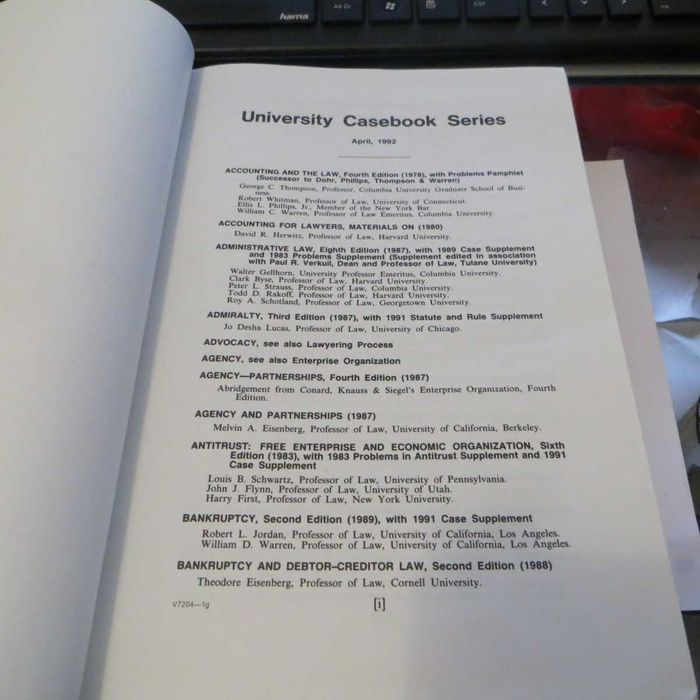 hama
Alt Gr
Ctrl
University Casebook Series
April, 1992
ACCOUNTING AND THE LAW, Fourth Edition (1978), with Problems Pamphlet
(Successor to Dohr, Phillips, Thompson & Warren)
George C. Thompson, Professor, Columbia University Graduate School of Busi-
ness.
Robert Whitman, Professor of Law, University of Connecticut.
Ellis L. Phillips, Jr., Member of the New York Bar.
William C. Warren, Professor of Law Emeritus, Columbia University.
ACCOUNTING FOR LAWYERS, MATERIALS ON (1980)
David R. Herwitz, Professor of Law, Harvard University.
ADMINISTRATIVE LAW, Eighth Edition (1987), with 1989 Case Supplement
and 1983 Problems Supplement (Supplement edited in association
with Paul R. Verkuil, Dean and Professor of Law, Tulane University)
Walter Gellhorn, University Professor Emeritus, Columbia University.
Clark Byse, Professor of Law, Harvard University.
Peter L. Strauss, Professor of Law, Columbia University.
Todd D. Rakoff, Professor of Law, Harvard University.
Roy A. Schotland, Professor of Law, Georgetown University.
ADMIRALTY, Third Edition (1987), with 1991 Statute and Rule Supplement
Jo Desha Lucas, Professor of Law, University of Chicago.
ADVOCACY, see also Lawyering Process
AGENCY, see also Enterprise Organization
AGENCY—PARTNERSHIPS, Fourth Edition (1987)
Abridgement from Conard, Knauss & Siegel's Enterprise Organization, Fourth
Edition.
AGENCY AND PARTNERSHIPS (1987)
Melvin A. Eisenberg, Professor of Law, University of California, Berkeley.
ANTITRUST: FREE ENTERPRISE AND ECONOMIC ORGANIZATION, Sixth
Edition (1983), with 1983 Problems in Antitrust Supplement and 1991
Case Supplement
Louis B. Schwartz, Professor of Law, University of Pennsylvania.
John J. Flynn, Professor of Law, University of Utah.
Harry First, Professor of Law, New York University.
BANKRUPTCY, Second Edition (1989), with 1991 Case Supplement
Robert L. Jordan, Professor of Law, University of California, Los Angeles.
William D. Warren, Professor of Law, University of California, Los Angeles.
BANKRUPTCY AND DEBTOR–CREDITOR LAW, Second Edition (1988)
Theodore Eisenberg, Professor of Law, Cornell University.
V7204—1g
[i]